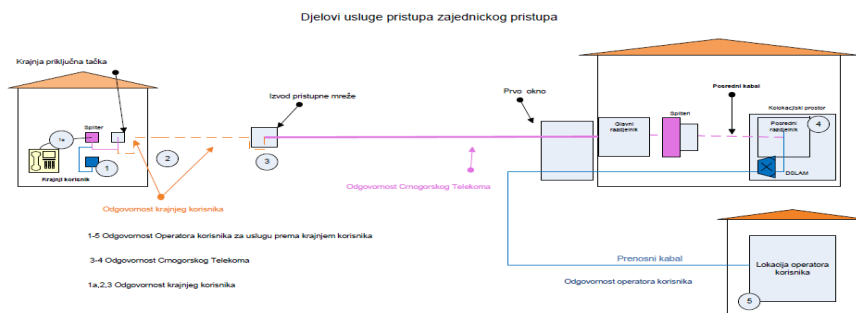 Djelovi usluge pristupa zajednickog pristupa
Krajnja priključna tačka
Izvod pristupne mreže
Prvo okno
Posredni kabal
Kolokacijski prostor
Spliter
1a
1
2
3
Krajnji korisnik
Glavni razdjelnik
Spliteri
Posredni razdjelnik
4
DSLAM
Odgovornost Crnogorskog Telekoma
Odgovornost krajnjeg korisnika
1-5 Odgovornost Operatora korisnika za uslugu prema krajnjem korisnika
3-4 Odgovornost Crnogorskog Telekoma
1a,2,3 Odgovornost krajnjeg korisnika
Prenosni kabal
Odgovornost operatora korisnika
Lokacija operatora
korisnika
5